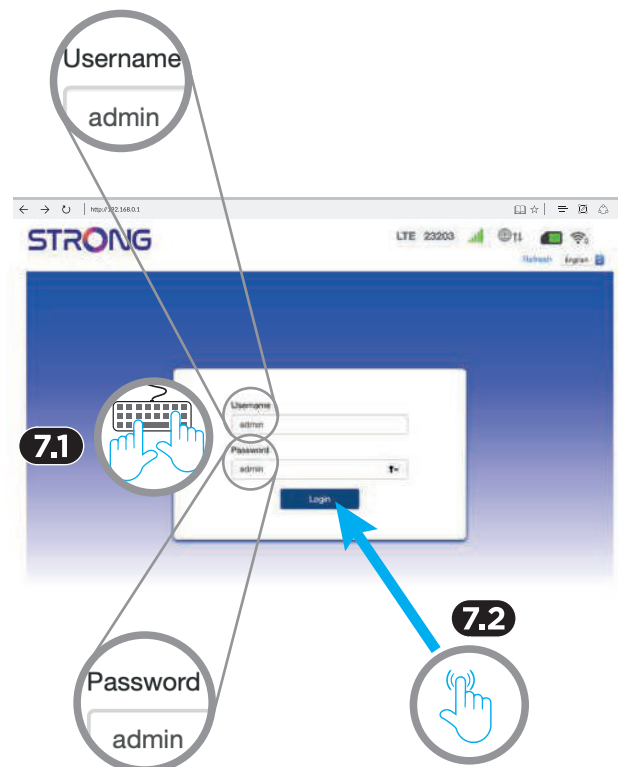 Username
admin
http://192.168.0.1
STRONG
LTE 23203
Refresh English
Username
admin
7.1
Password
admin
Login
7.2
Password
admin